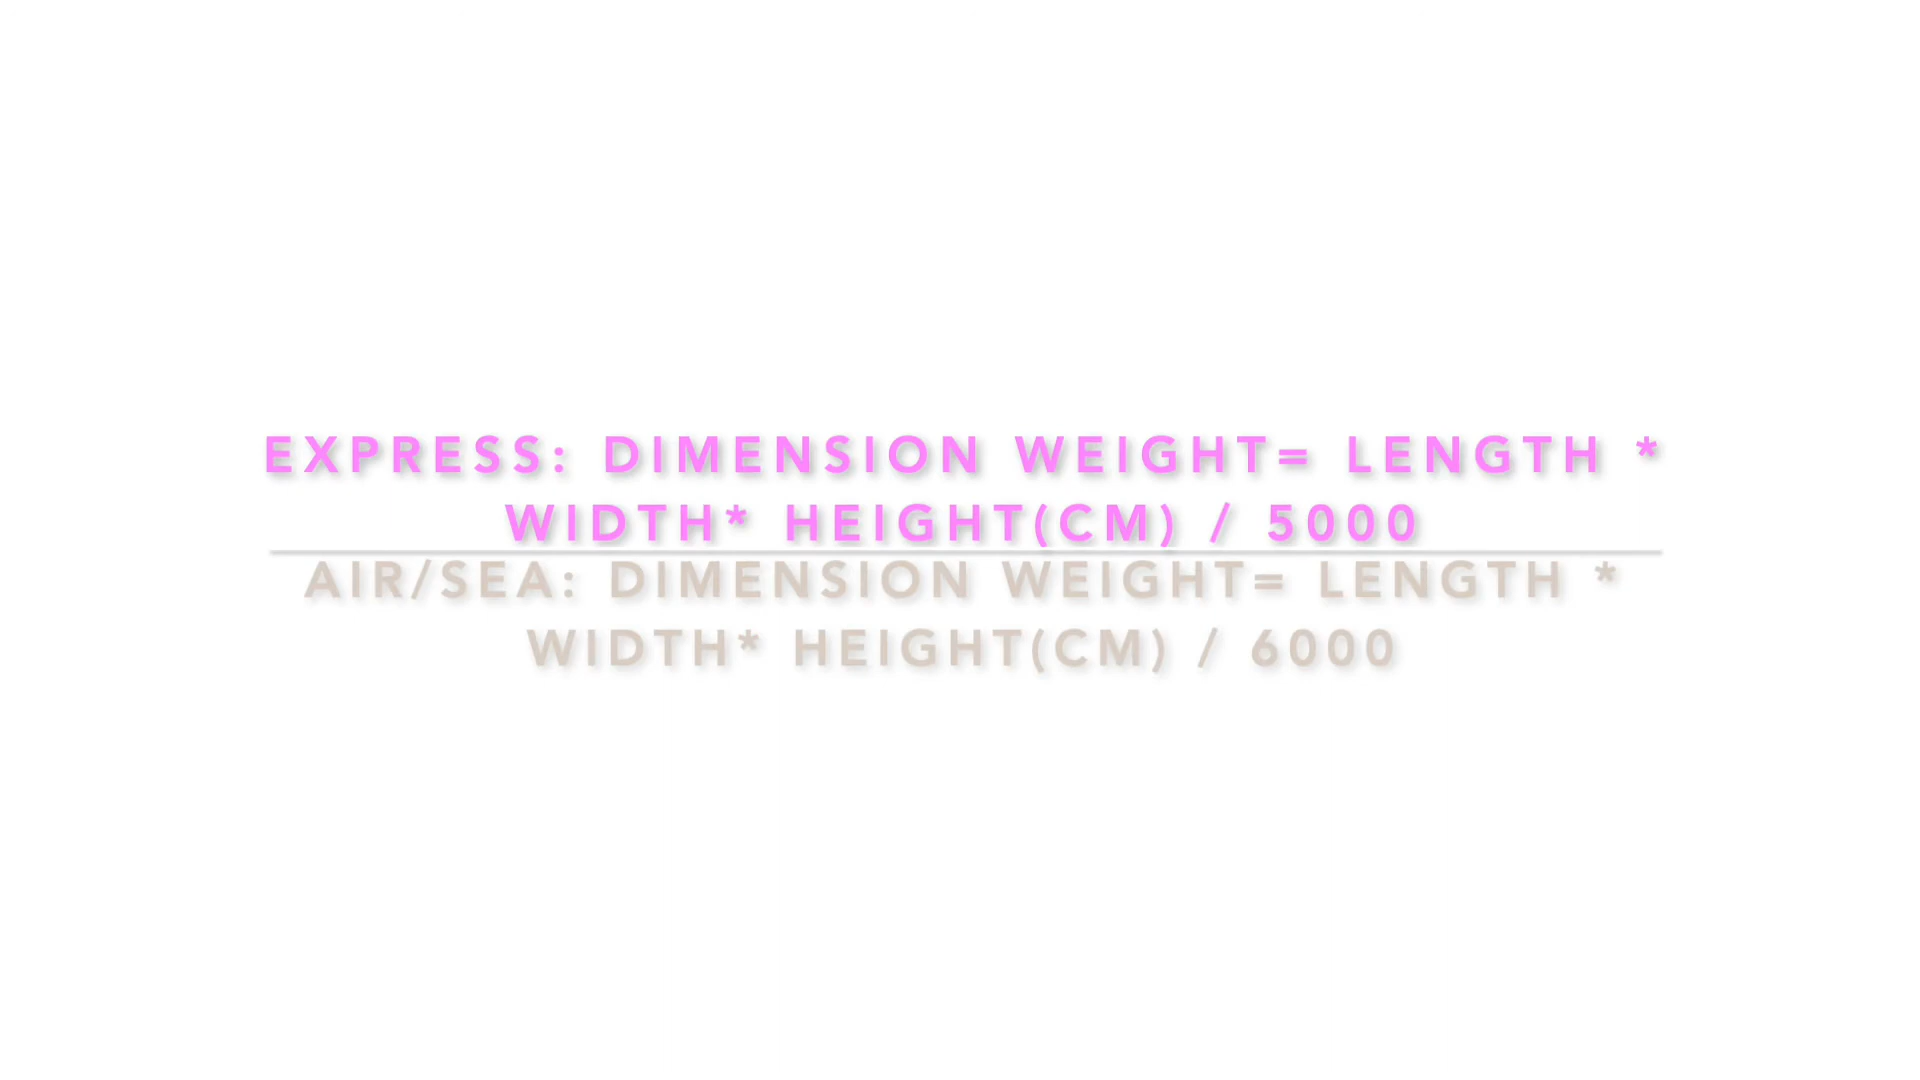 EXPRESS: DIMENSION WEIGHT= LENGTH *
WIDTH* HEIGHT(CM) / 5000
AIR/SEA: DIMENSION WEIGHT= LENGTH *
WIDTH* HEIGHT(CM) / 6000